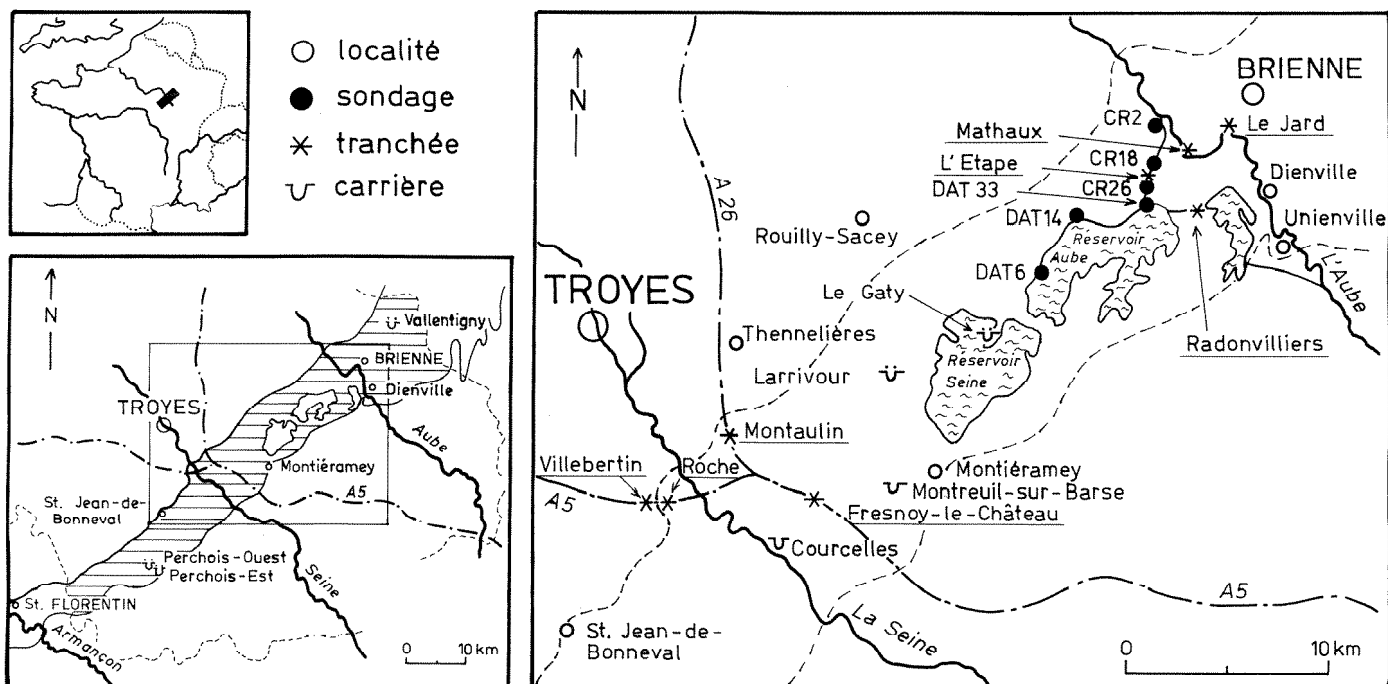 localité
sondage
tranchée
carrière
N
Vallentigny
BRIENNE
Dienville
TROYES
Aube
Montiéramey
St. Jean-de-
Bonneval
A5
Perchois-Ouest
Perchois-Est
Seine
St. FLORENTIN
Armançon
0 10 km
N
BRIENNE
CR2
Le Jard
Mathaux
L'Etape
CR18
DAT 33
CR26
Dienville
A 26
DAT14
Unienville
Rouilly-Sacey
Reservoir
Aube
DAT6
L'Aube
TROYES
Le Gaty
Thennelières
Radonvilliers
Larrivour
Réservoir
Seine
Montaulin
Villebertin
Roche
Montiéramey
Montreuil-sur-Barse
A5
Fresnoy-le-Château
Courcelles
A5
La Seine
St. Jean-de-
Bonneval
0 10 km